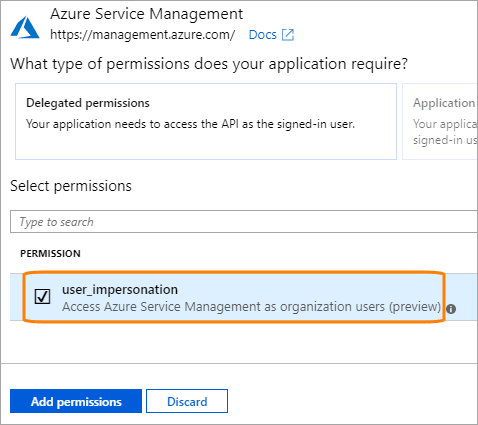 Azure Service Management
https://management.azure.com/ Docs
What type of permissions does your application require?
Delegated permissions
Your application needs to access the API as the signed-in user.
Application
Your applica
signed-in us
Select permissions
Type to search
PERMISSION
user_impersonation
Access Azure Service Management as organization users (preview)
Add permissions
Discard